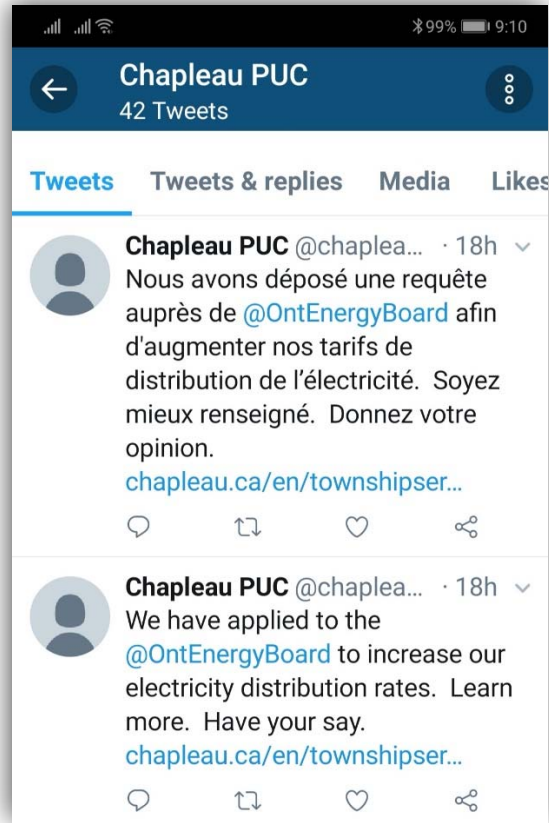 99% 9:10
Chapleau PUC
42 Tweets
Tweets Tweets & replies Media Likes
Chapleau PUC @chaplea... · 18h
Nous avons déposé une requête
auprès de @OntEnergyBoard afin
d'augmenter nos tarifs de
distribution de l’électricité.  Soyez
mieux renseigné.  Donnez votre
opinion.
chapleau.ca/en/townshipser...
Chapleau PUC @chaplea... · 18h
We have applied to the
@OntEnergyBoard to increase our
electricity distribution rates.  Learn
more.  Have your say.
chapleau.ca/en/townshipser...